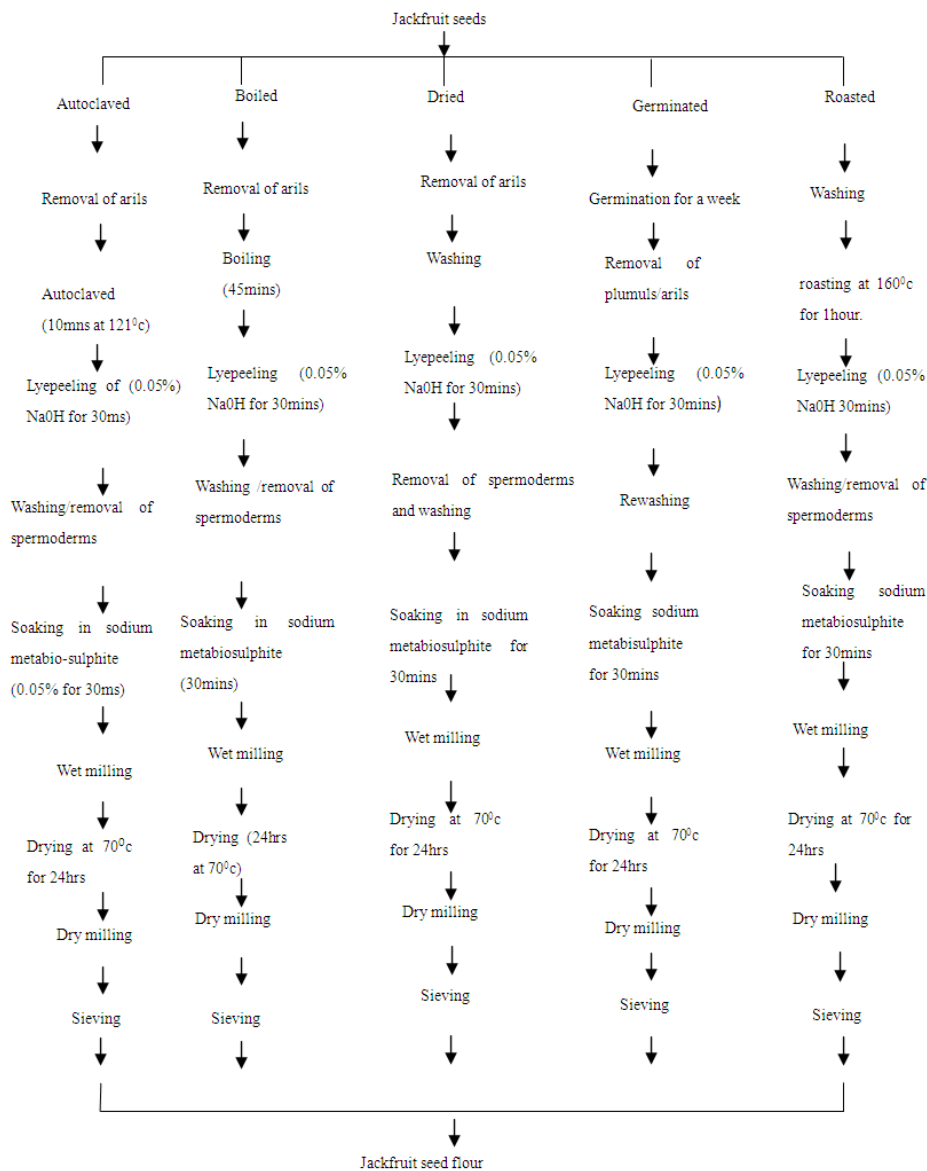 Jackfruit seeds
Autoclaved
Removal of arils
Autoclaved
(10mns at 121⁰c)
Lyepeeling of (0.05%)
Na0H for 30ms)
Washing/removal of
spermoderms
Soaking in sodium
metabio-sulphite
(0.05% for 30ms)
Wet milling
Drying at 70⁰c
for 24hrs
Dry milling
Sieving
Boiled
Removal of arils
Boiling
(45mins)
Lyepeeling (0.05%
Na0H for 30mins)
Washing /removal of
spermoderms
Soaking in sodium
metabiosulphite
(30mins)
Wet milling
Drying (24hrs
at 70⁰c)
Dry milling
Sieving
Dried
Removal of arils
Washing
Lyepeeling (0.05%
Na0H for 30mins)
Removal of spermoderms
and washing
Soaking in sodium
metabiosulphite for
30mins
Wet milling
Drying at 70⁰c
for 24hrs
Dry milling
Sieving
Germinated
Germination for a week
Removal of
plumuls/arils
Lyepeeling (0.05%
Na0H for 30mins)
Rewashing
Soaking sodium
metabisulphite
for 30mins
Wet milling
Drying at 70⁰c
for 24hrs
Dry milling
Sieving
Roasted
Washing
roasting at 160⁰c
for 1hour.
Lyepeeling (0.05%
Na0H 30mins)
Washing/removal of
spermoderms
Soaking sodium
metabiosulphite
for 30mins
Wet milling
Drying at 70⁰c for
24hrs
Dry milling
Sieving
Jackfruit seed flour